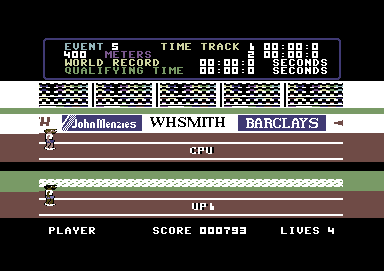 EVENT 5 TIME TRACK 1 00:00:0
400 METERS 2 00:00:0
WORLD RECORD 00:00:0 SECONDS
QUALIFYING TIME 00:00:0 SECONDS
John Menzies WHSMITH BARCLAYS
CPU
UP1
PLAYER SCORE 000793 LIVES 4